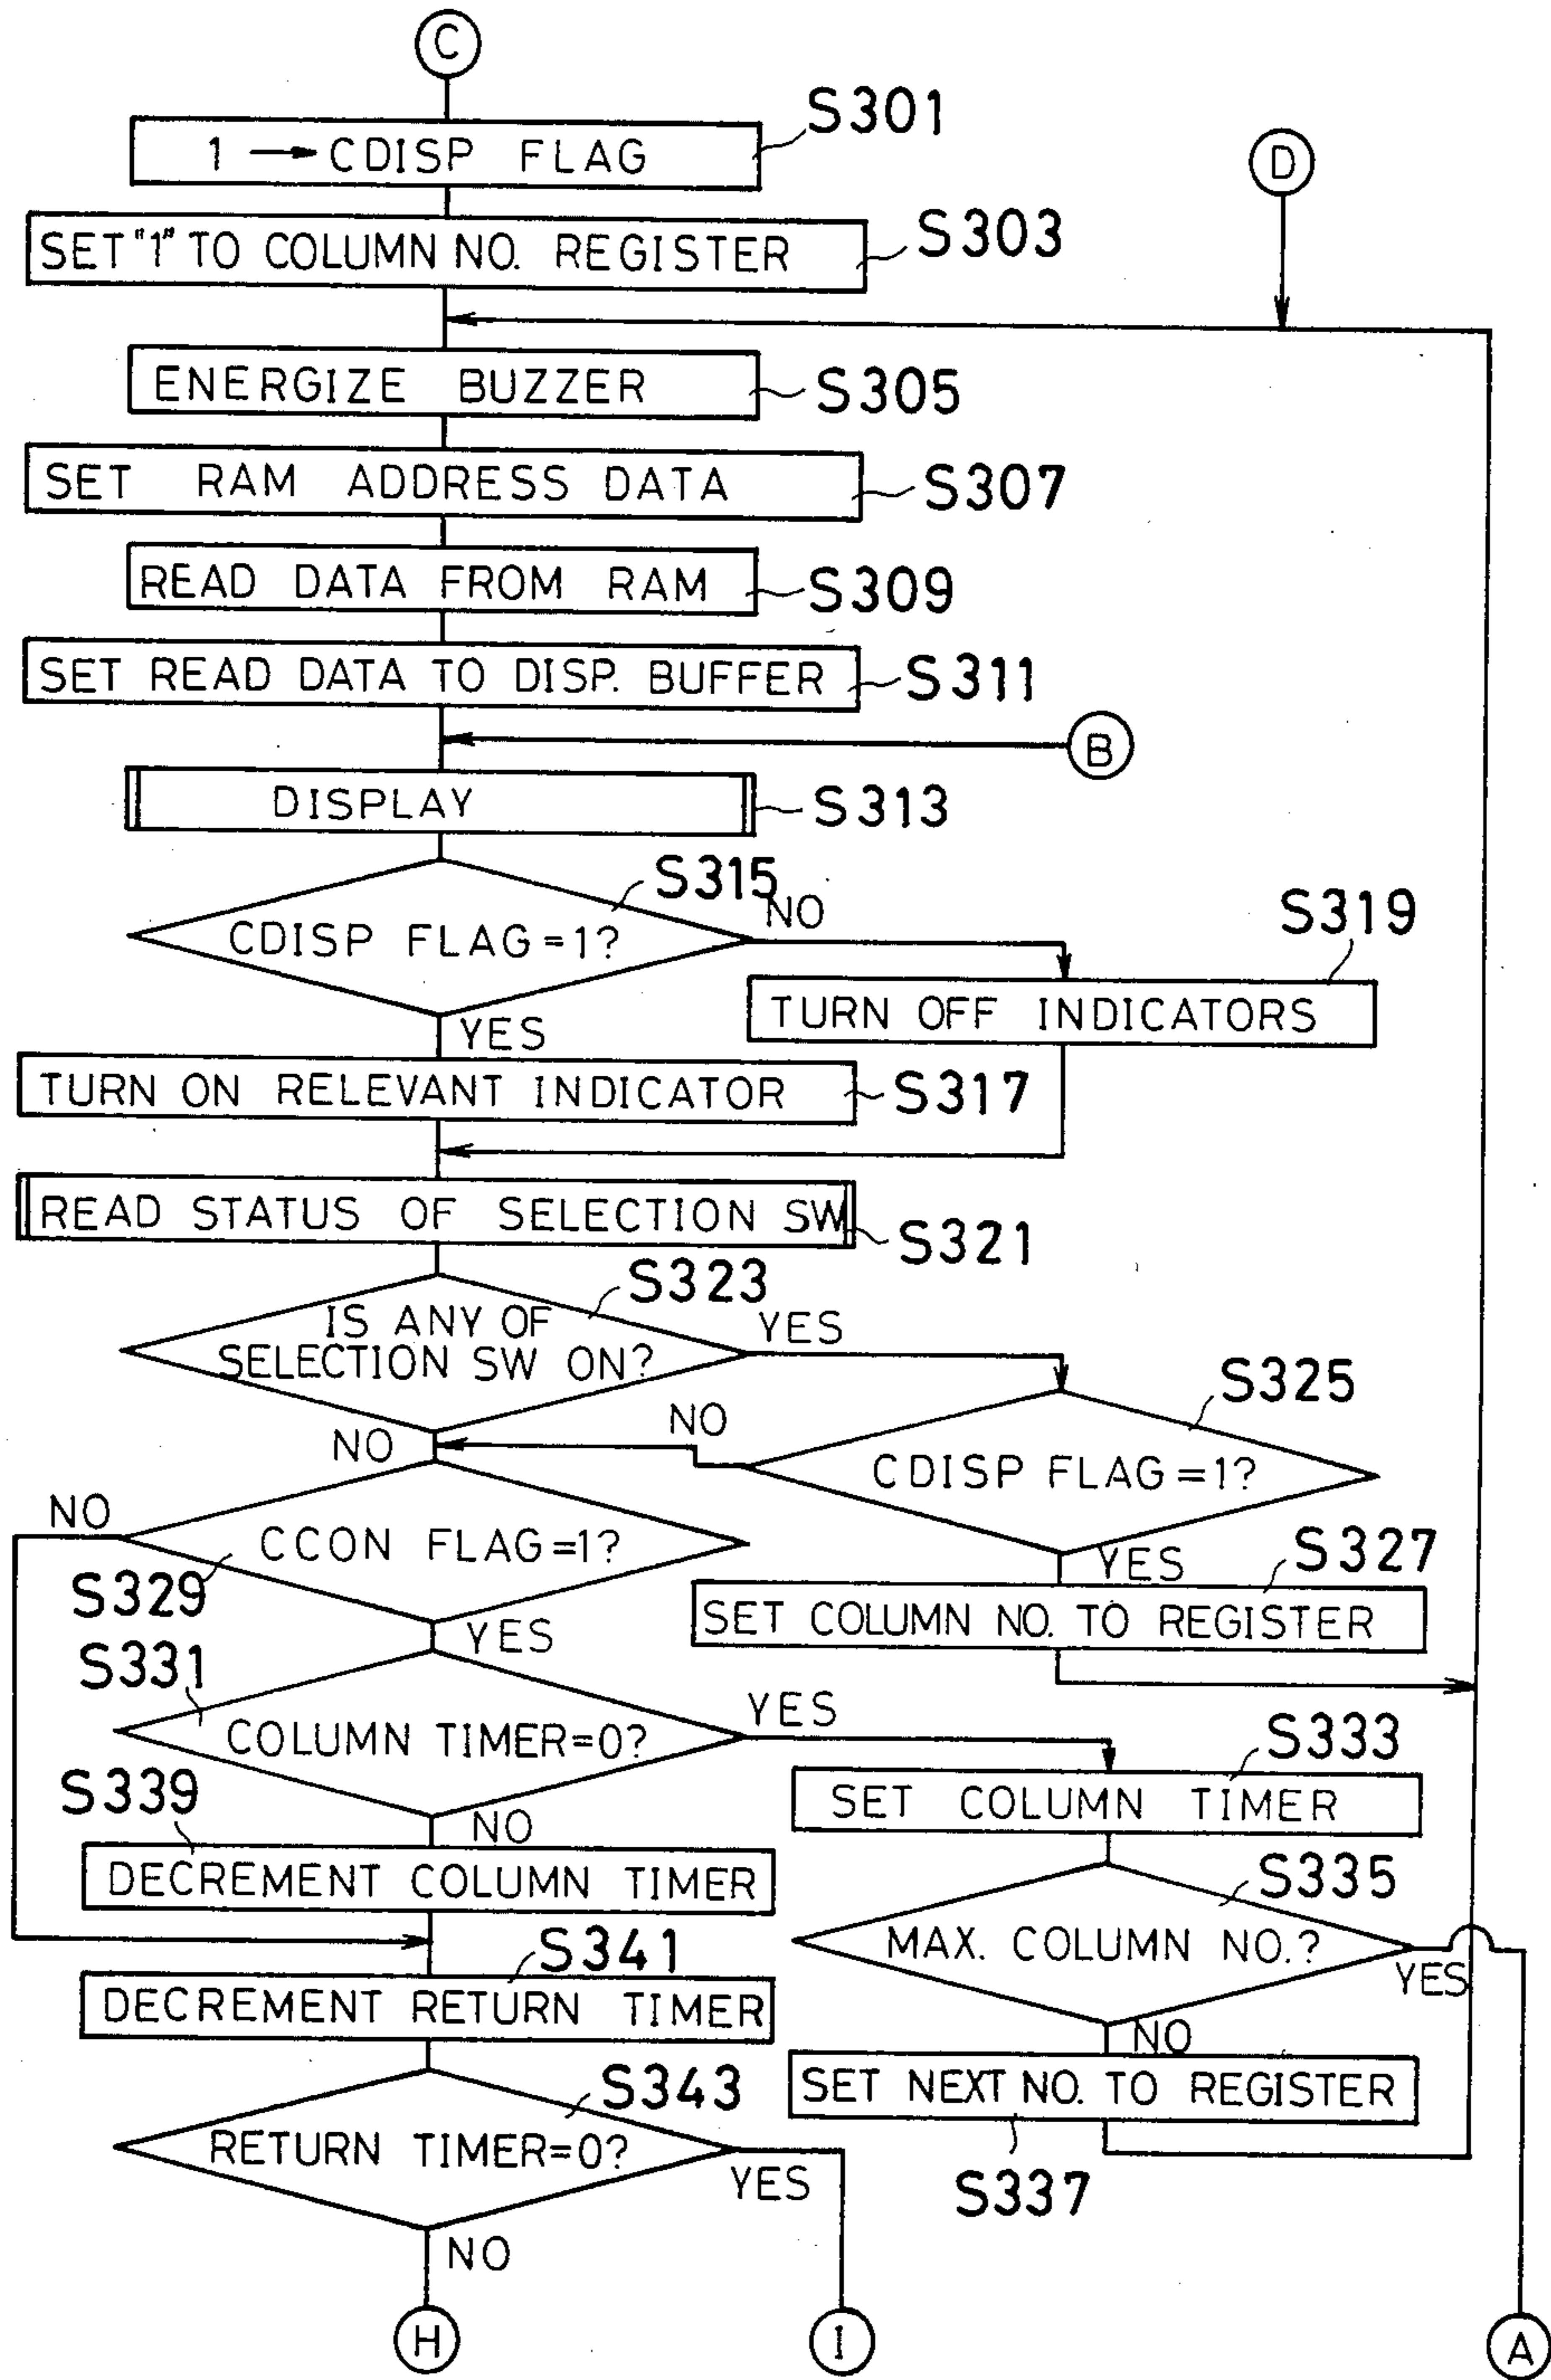 C
1 → CDISP FLAG
S301
D
SET "1" TO COLUMN NO. REGISTER
S303
ENERGIZE BUZZER
S305
SET RAM ADDRESS DATA
S307
READ DATA FROM RAM
S309
SET READ DATA TO DISP. BUFFER
S311
B
DISPLAY
S313
S315
CDISP FLAG=1?
NO
S319
TURN OFF INDICATORS
YES
TURN ON RELEVANT INDICATOR
S317
READ STATUS OF SELECTION SW
S321
S323
IS ANY OF
SELECTION SW ON?
YES
S325
NO
NO
CDISP FLAG=1?
NO
CCON FLAG=1?
S329
YES
S327
SET COLUMN NO. TO REGISTER
YES
S331
COLUMN TIMER=0?
YES
S333
SET COLUMN TIMER
S339
NO
DECREMENT COLUMN TIMER
S335
MAX. COLUMN NO.?
YES
S341
DECREMENT RETURN TIMER
NO
SET NEXT NO. TO REGISTER
S343
RETURN TIMER=0?
YES
S337
NO
H
I
A